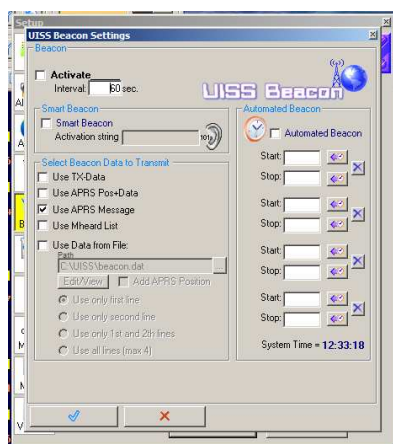 Setup
UISS Beacon Settings
Beacon
Activate
Interval: 60 sec.
UISS Beacon
Smart Beacon
Smart Beacon
Activation string
Automated Beacon
Automated Beacon
Start:
Stop:
Start:
Stop:
Start:
Stop:
Start:
Stop:
System Time = 12:33:18
Select Beacon Data to Transmit
Use TX-Data
Use APRS Pos+Data
Use APRS Message
Use Mheard List
Use Data from File:
Path
C:\UISS\beacon.dat
...
Edit/View
Add APRS Position
Use only first line
Use only second line
Use only 1st and 2th lines
Use all lines (max 4)